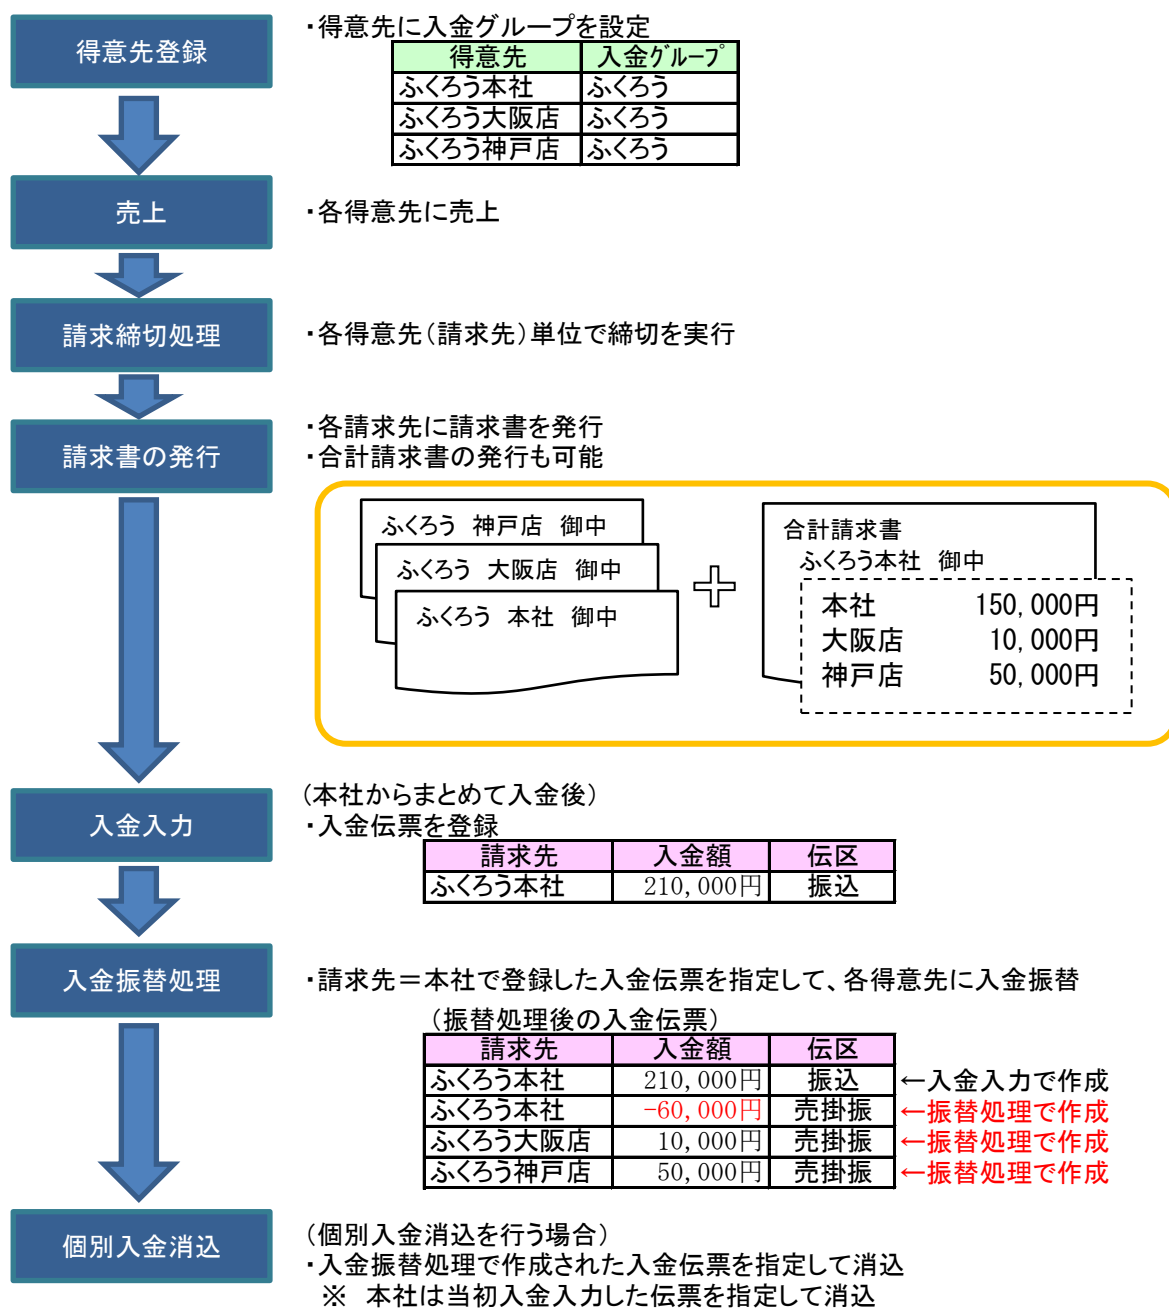 得意先登録
・得意先に入金グループを設定
得意先 入金グループ
ふくろう本社 ふくろう
ふくろう大阪店 ふくろう
ふくろう神戸店 ふくろう
売上
・各得意先に売上
請求締切処理
・各得意先(請求先)単位で締切を実行
請求書の発行
・各請求先に請求書を発行
・合計請求書の発行も可能
ふくろう 神戸店 御中
ふくろう 大阪店 御中
ふくろう 本社 御中
合計請求書
ふくろう本社 御中
本社 150,000円
大阪店 10,000円
神戸店 50,000円
入金入力
(本社からまとめて入金後)
・入金伝票を登録
請求先 入金額 伝区
ふくろう本社 210,000円 振込
入金振替処理
・請求先=本社で登録した入金伝票を指定して、各得意先に入金振替
(振替処理後の入金伝票)
請求先 入金額 伝区
ふくろう本社 210,000円 振込 ←入金入力で作成
ふくろう本社 -60,000円 売掛振 ←振替処理で作成
ふくろう大阪店 10,000円 売掛振 ←振替処理で作成
ふくろう神戸店 50,000円 売掛振 ←振替処理で作成
個別入金消込
(個別入金消込を行う場合)
・入金振替処理で作成された入金伝票を指定して消込
※ 本社は当初入金入力した伝票を指定して消込